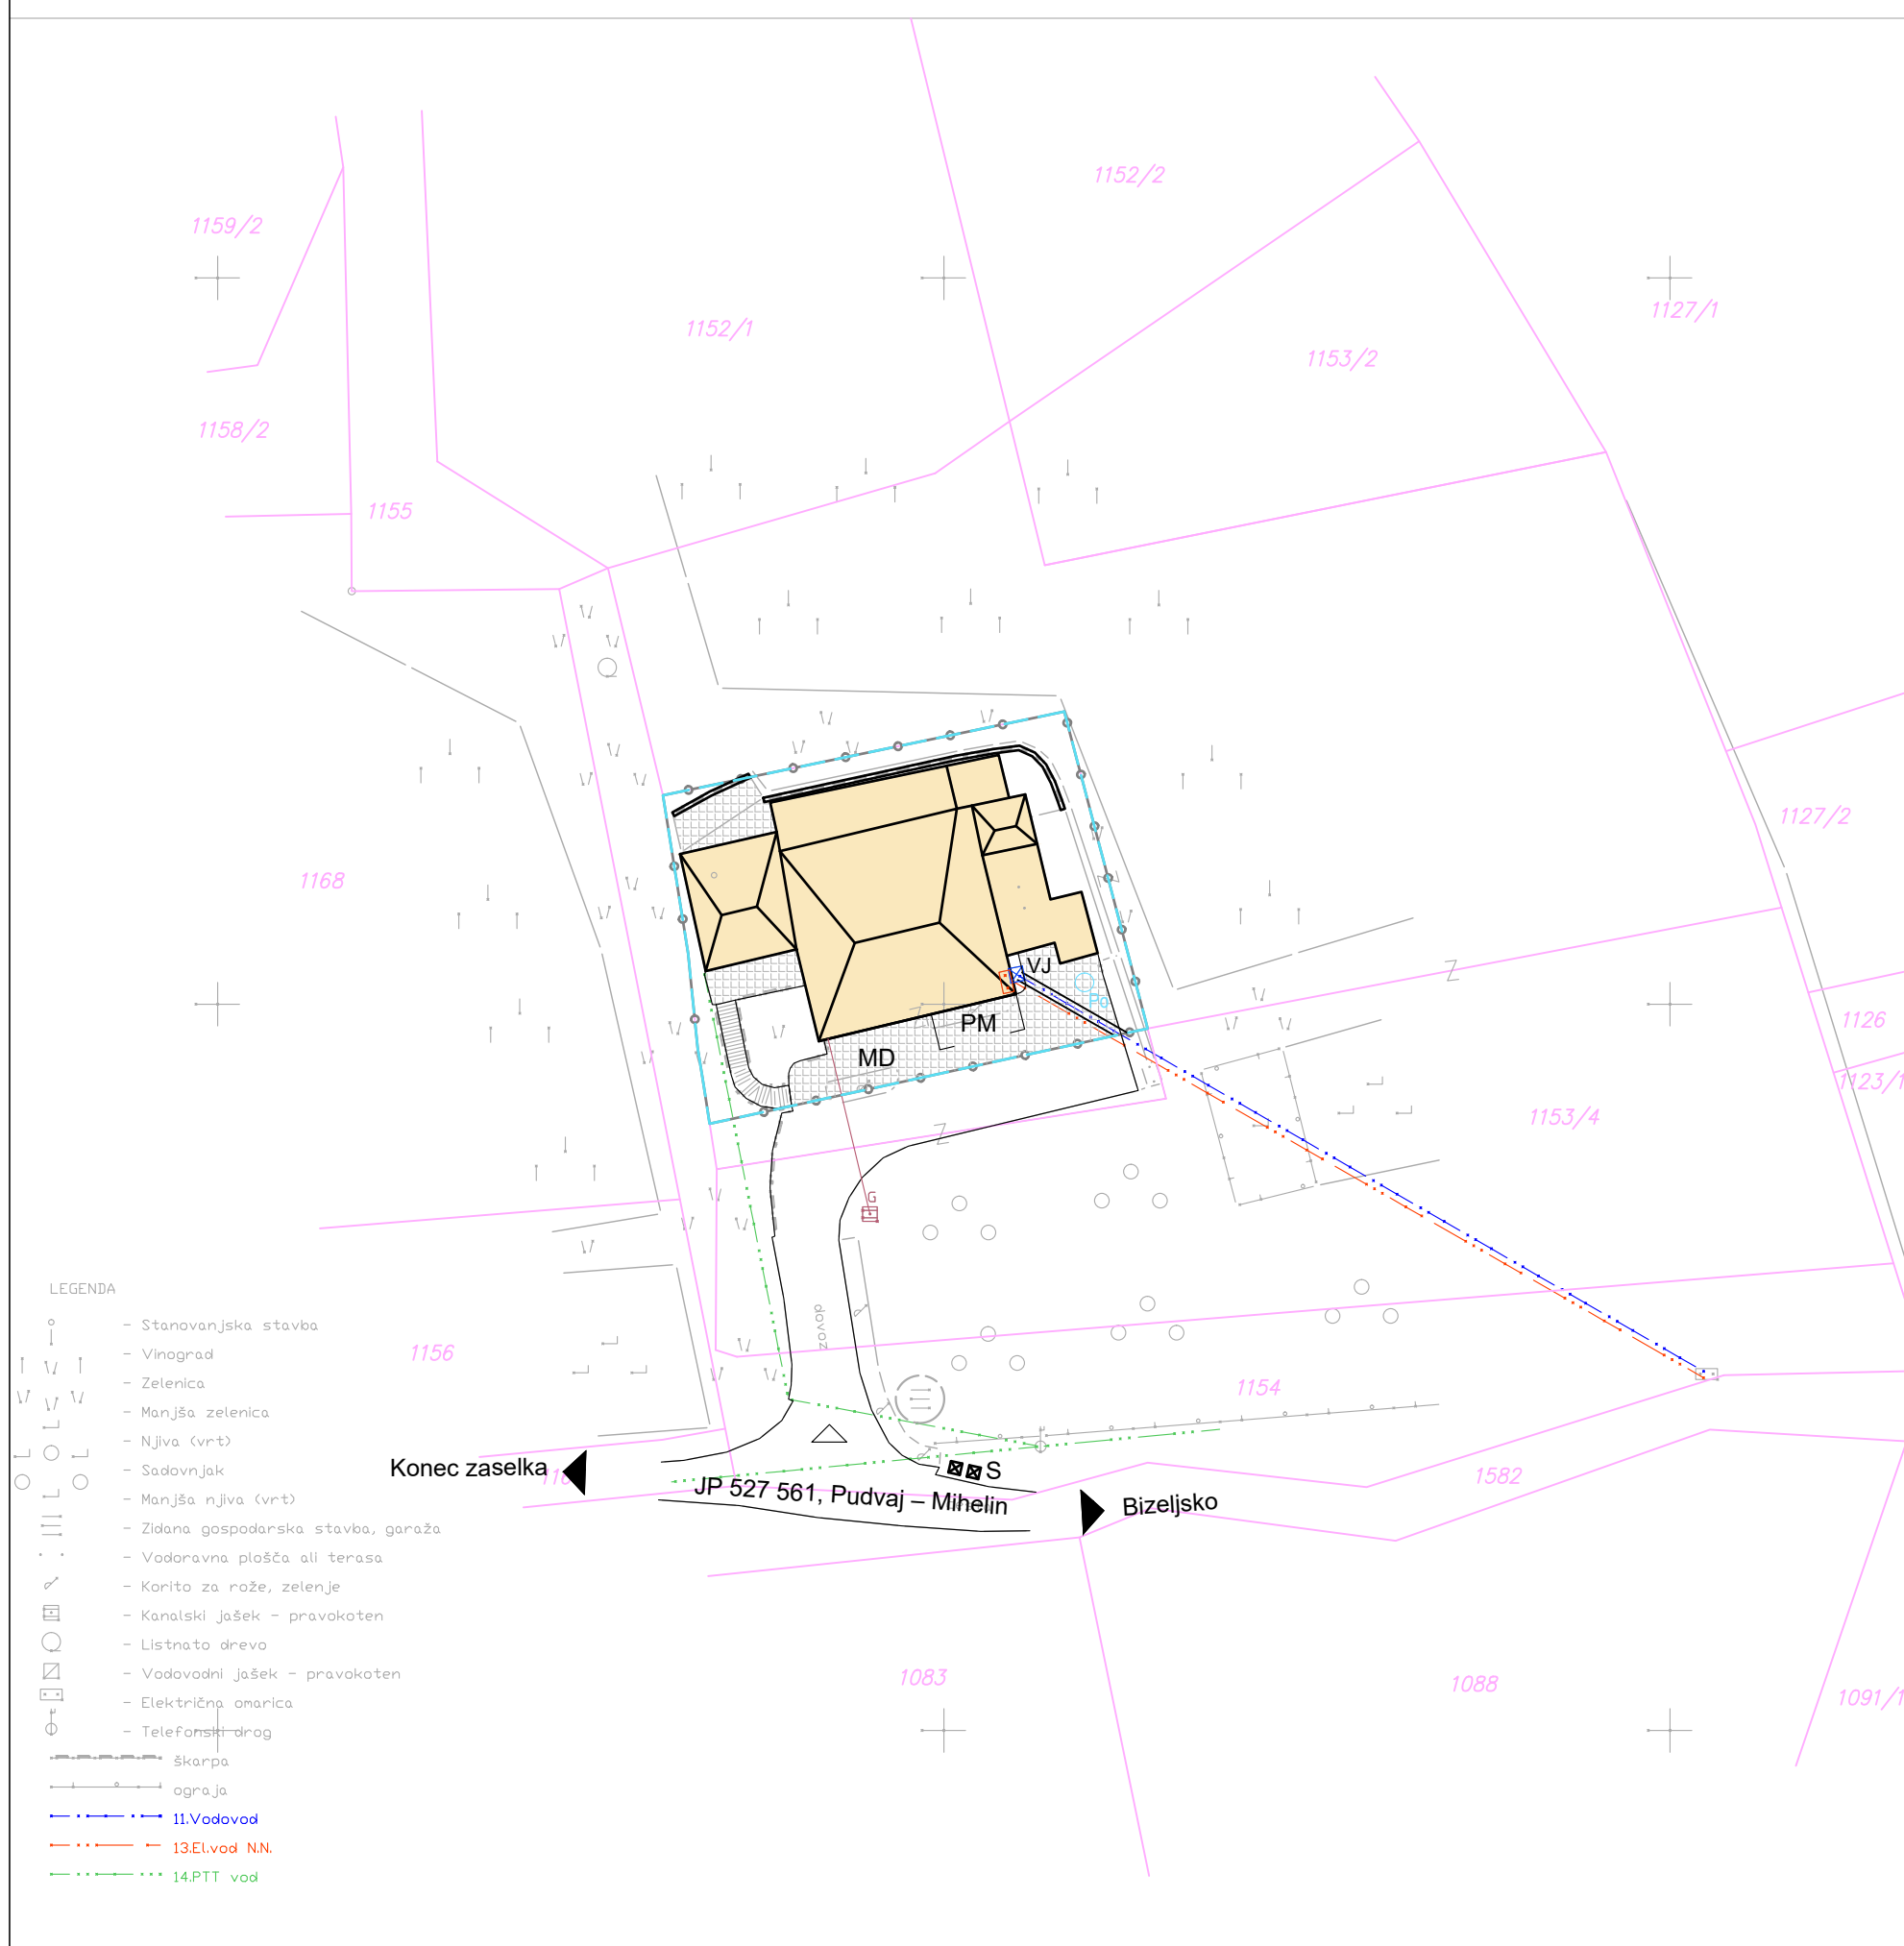 1152/2
1159/2
1127/1
1152/1
1153/2
1158/2
1155
1127/2
1168
VJ
Z
Po
PM
MD
1126
1123/1
1153/4
Z
G
LEGENDA
- Stanovanjska stavba
- Vinograd
- Zelenica
- Manjša zelenica
- Njiva (vrt)
- Sadovnjak
- Manjša njiva (vrt)
- Zidana gospodarska stavba, garaža
- Vodoravna plošča ali terasa
- Korito za rože, zelenje
- Kanalski jašek - pravokoten
- Listnato drevo
- Vodovodni jašek - pravokoten
- Električna omarica
- Telefonski drog
škarpa
ograja
11.Vodovod
13.El.vod N.N.
14.PTT vod
dovoz
1156
1154
Konec zaselka
S
1582
JP 527 561, Pudvaj – Mihelin
Bizeljsko
1083
1088
1091/1